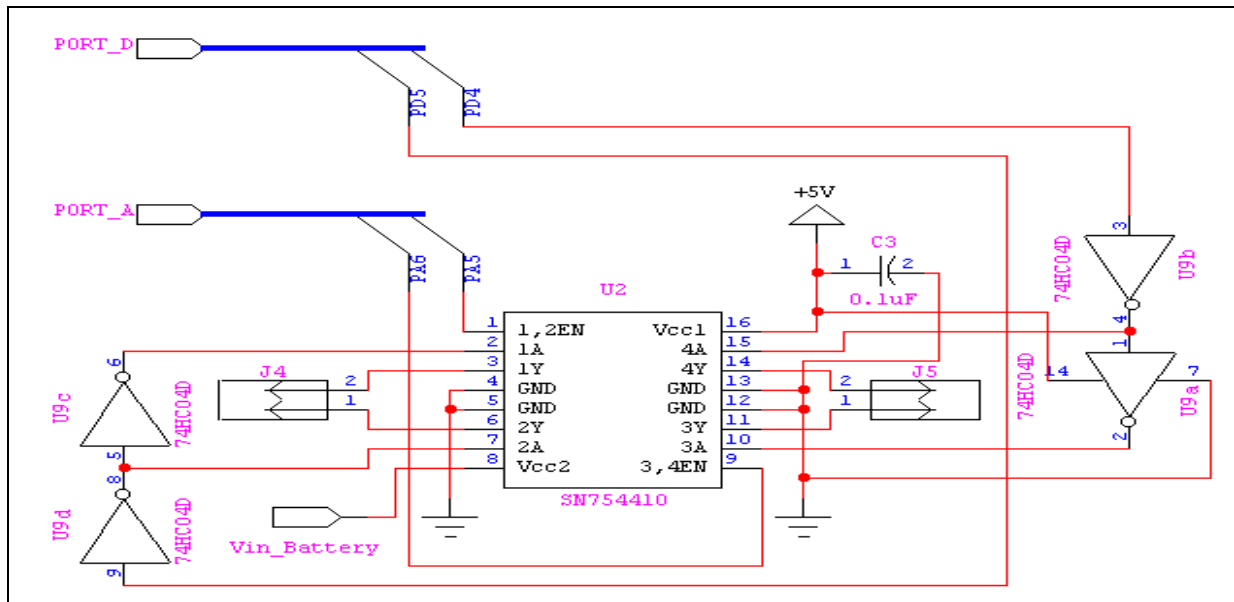 PORT_D
PD5
PD4
PORT_A
PA6
PA5
+5V
C3
1
2
0.1uF
3
74HC04D
U9b
4
1
14
7
74HC04D
U9a
2
U2
1
1,2EN
Vcc1
16
2
1A
4A
15
3
1Y
4Y
14
4
GND
GND
13
5
GND
GND
12
6
2Y
3Y
11
7
2A
3A
10
8
Vcc2
3,4EN
9
SN754410
J4
2
1
J5
2
1
6
U9c
74HC04D
5
8
U9d
74HC04D
9
Vin_Battery